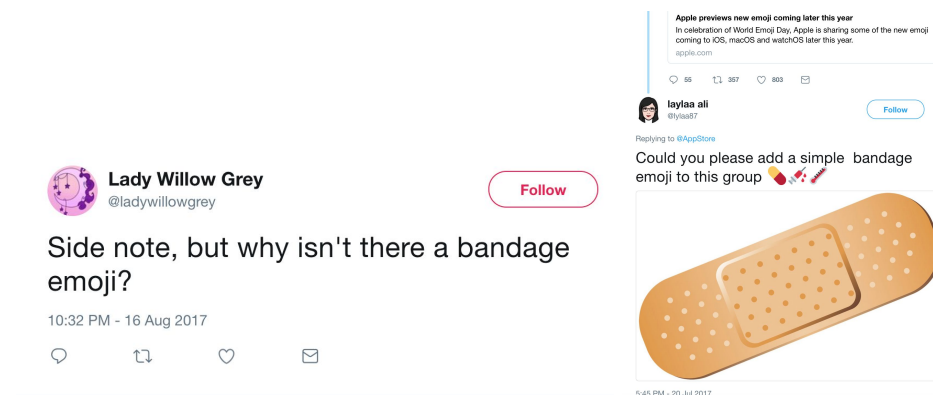 Lady Willow Grey
@ladywillowgrey
Follow
Side note, but why isn't there a bandage
emoji?
10:32 PM - 16 Aug 2017
Apple previews new emoji coming later this year
In celebration of World Emoji Day, Apple is sharing some of the new emoji
coming to iOS, macOS and watchOS later this year.
apple.com
55 357 803
laylaa ali
@lylaa87
Follow
Replying to @AppStore
Could you please add a simple bandage
emoji to this group 💊💉🌡️
5:45 PM - 20 Jul 2017